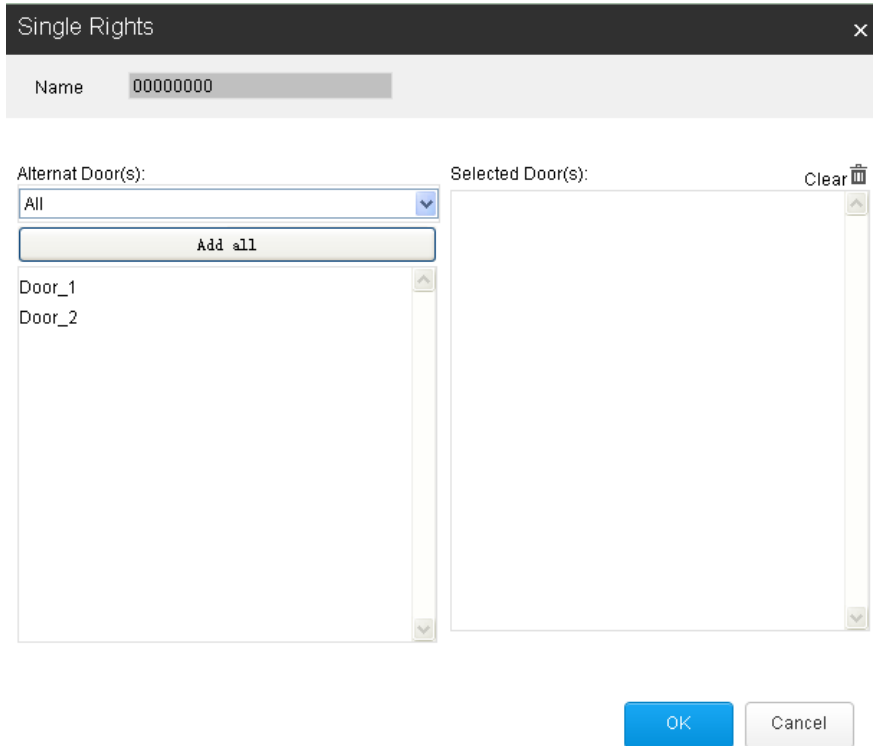 Single Rights
Name 00000000
Alternat Door(s):
All
Add all
Door_1
Door_2
Selected Door(s):
Clear
OK Cancel